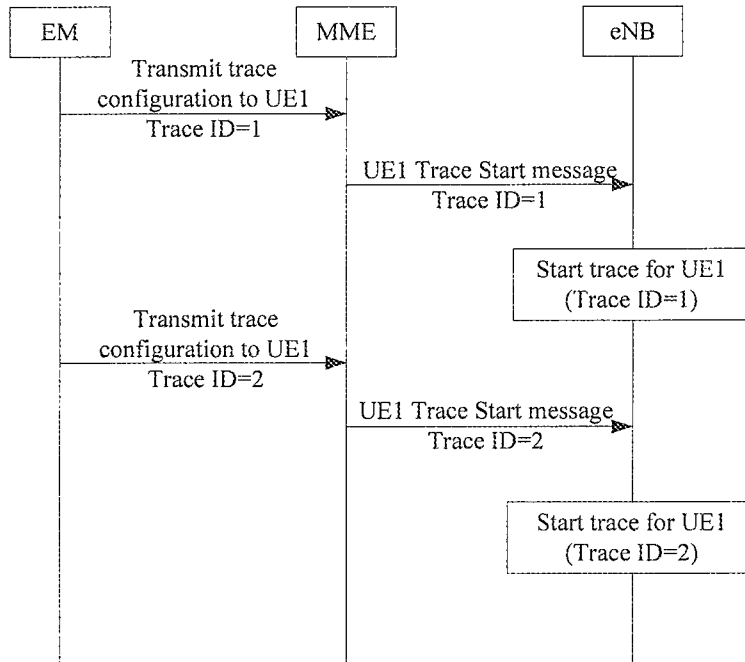 EM
MME
eNB
Transmit trace
configuration to UE1
Trace ID=1
UE1 Trace Start message
Trace ID=1
Start trace for UE1
(Trace ID=1)
Transmit trace
configuration to UE1
Trace ID=2
UE1 Trace Start message
Trace ID=2
Start trace for UE1
(Trace ID=2)